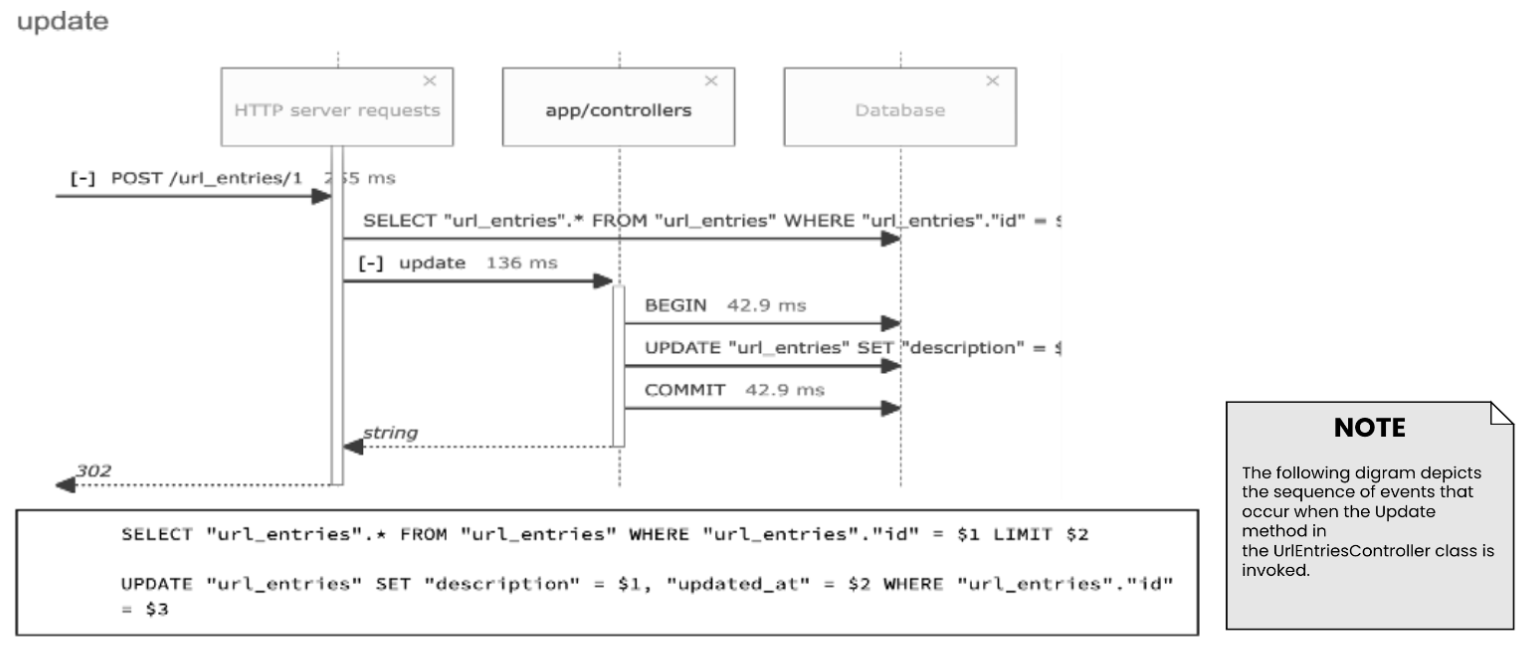 update
HTTP server requests
app/controllers
Database
[-] POST /url_entries/1 255 ms
SELECT "url_entries".* FROM "url_entries" WHERE "url_entries"."id" = $
[-] update 136 ms
BEGIN 42.9 ms
UPDATE "url_entries" SET "description" = $
COMMIT 42.9 ms
string
302
SELECT "url_entries".* FROM "url_entries" WHERE "url_entries"."id" = $1 LIMIT $2
UPDATE "url_entries" SET "description" = $1, "updated_at" = $2 WHERE "url_entries"."id"
= $3
NOTE
The following digram depicts
the sequence of events that
occur when the Update
method in
the UrlEntriesController class is
invoked.